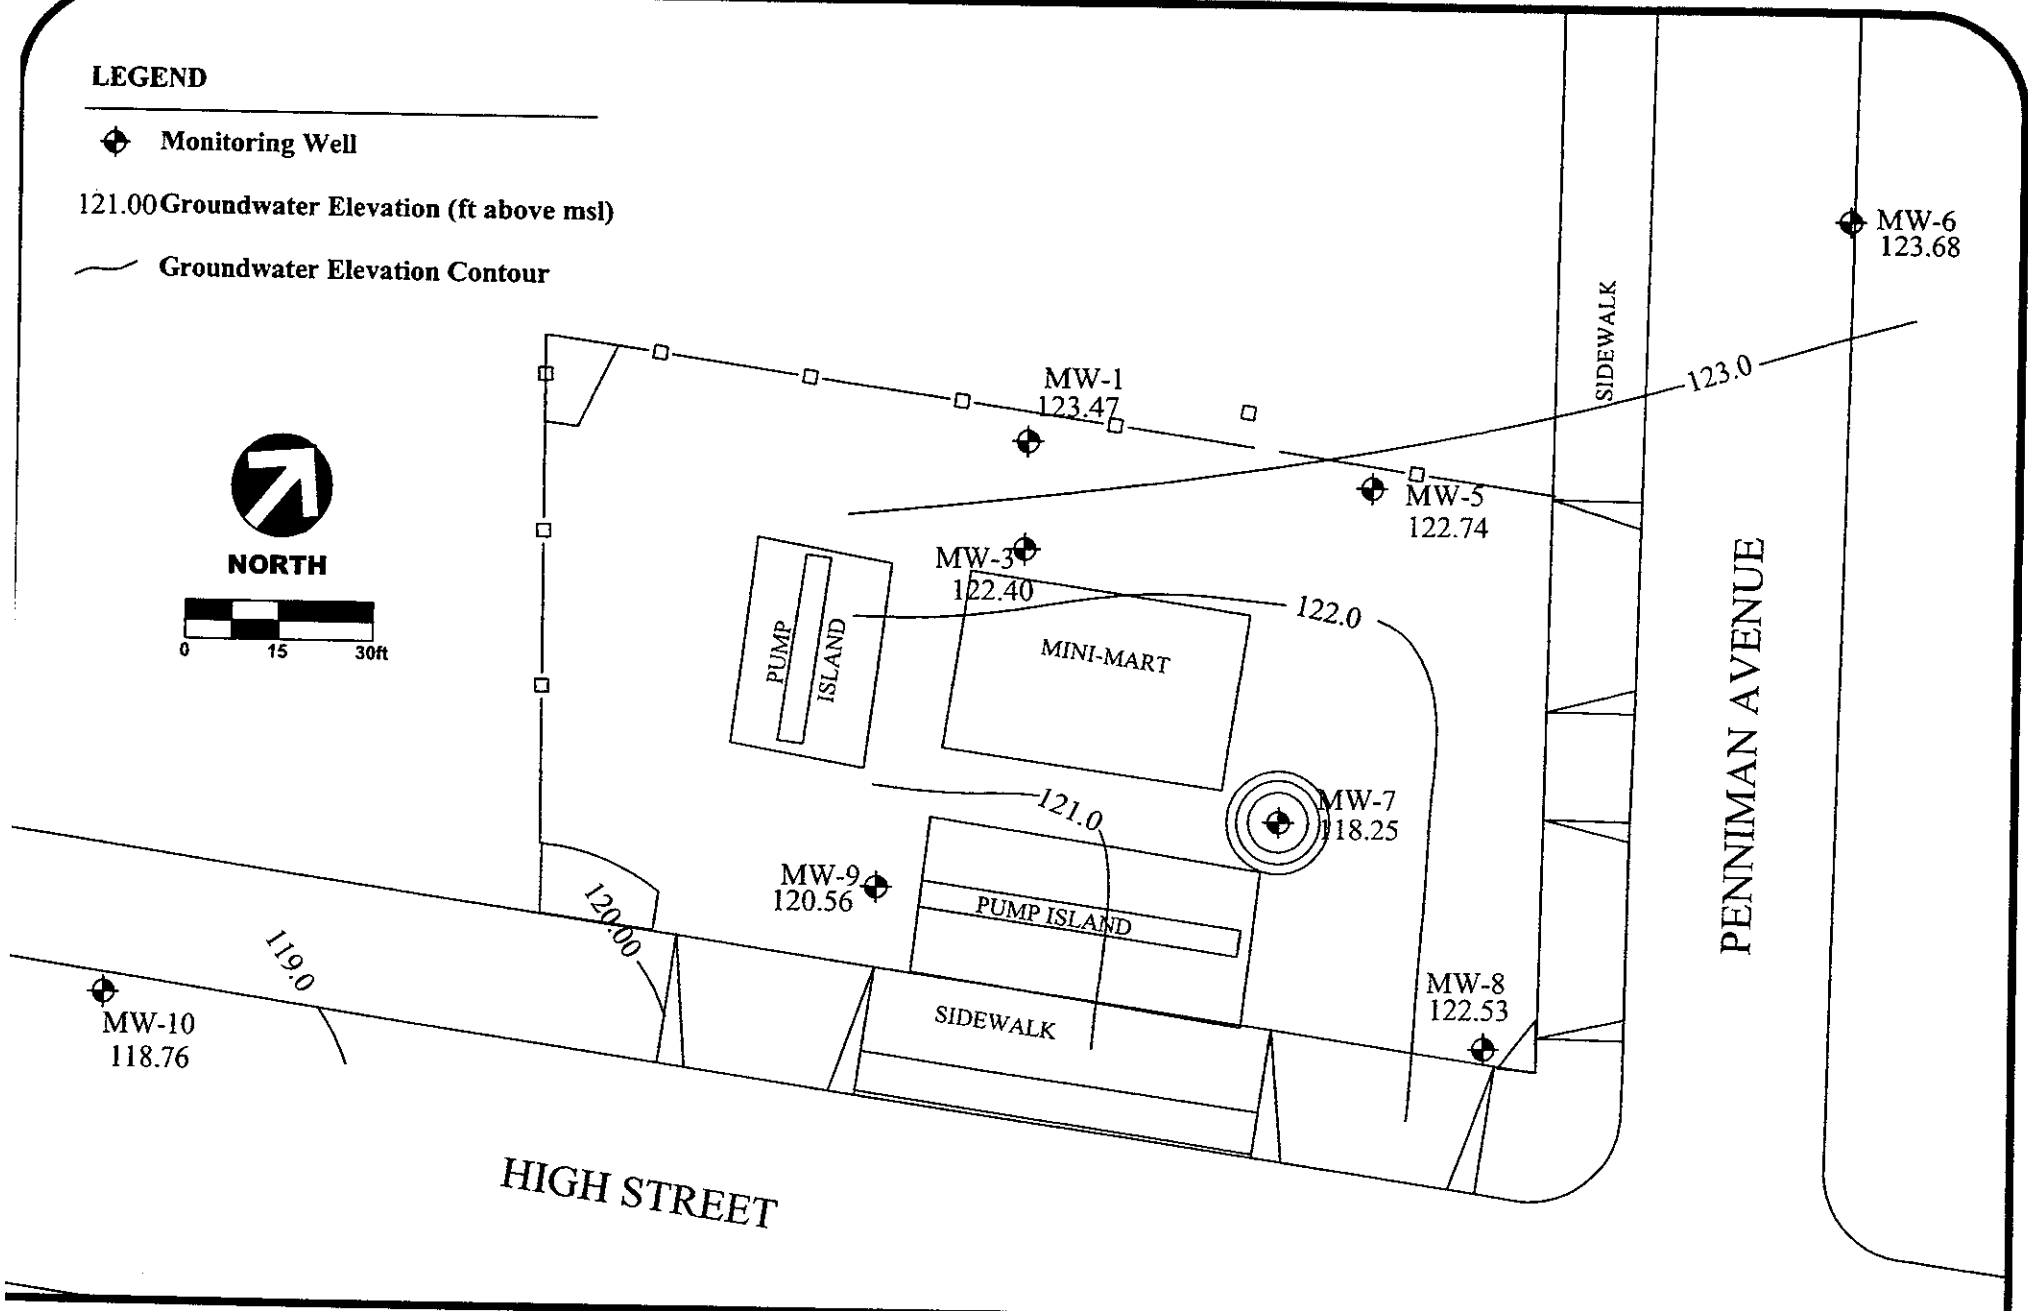 LEGEND
Monitoring Well
121.00 Groundwater Elevation (ft above msl)
Groundwater Elevation Contour
NORTH
0 15 30ft
MW-6
123.68
SIDEWALK
123.0
MW-1
123.47
MW-5
122.74
MW-3
122.40
122.0
PUMP
ISLAND
MINI-MART
PENNIMAN AVENUE
121.0
MW-7
118.25
MW-9
120.56
PUMP ISLAND
120.00
119.0
MW-10
118.76
SIDEWALK
MW-8
122.53
HIGH STREET